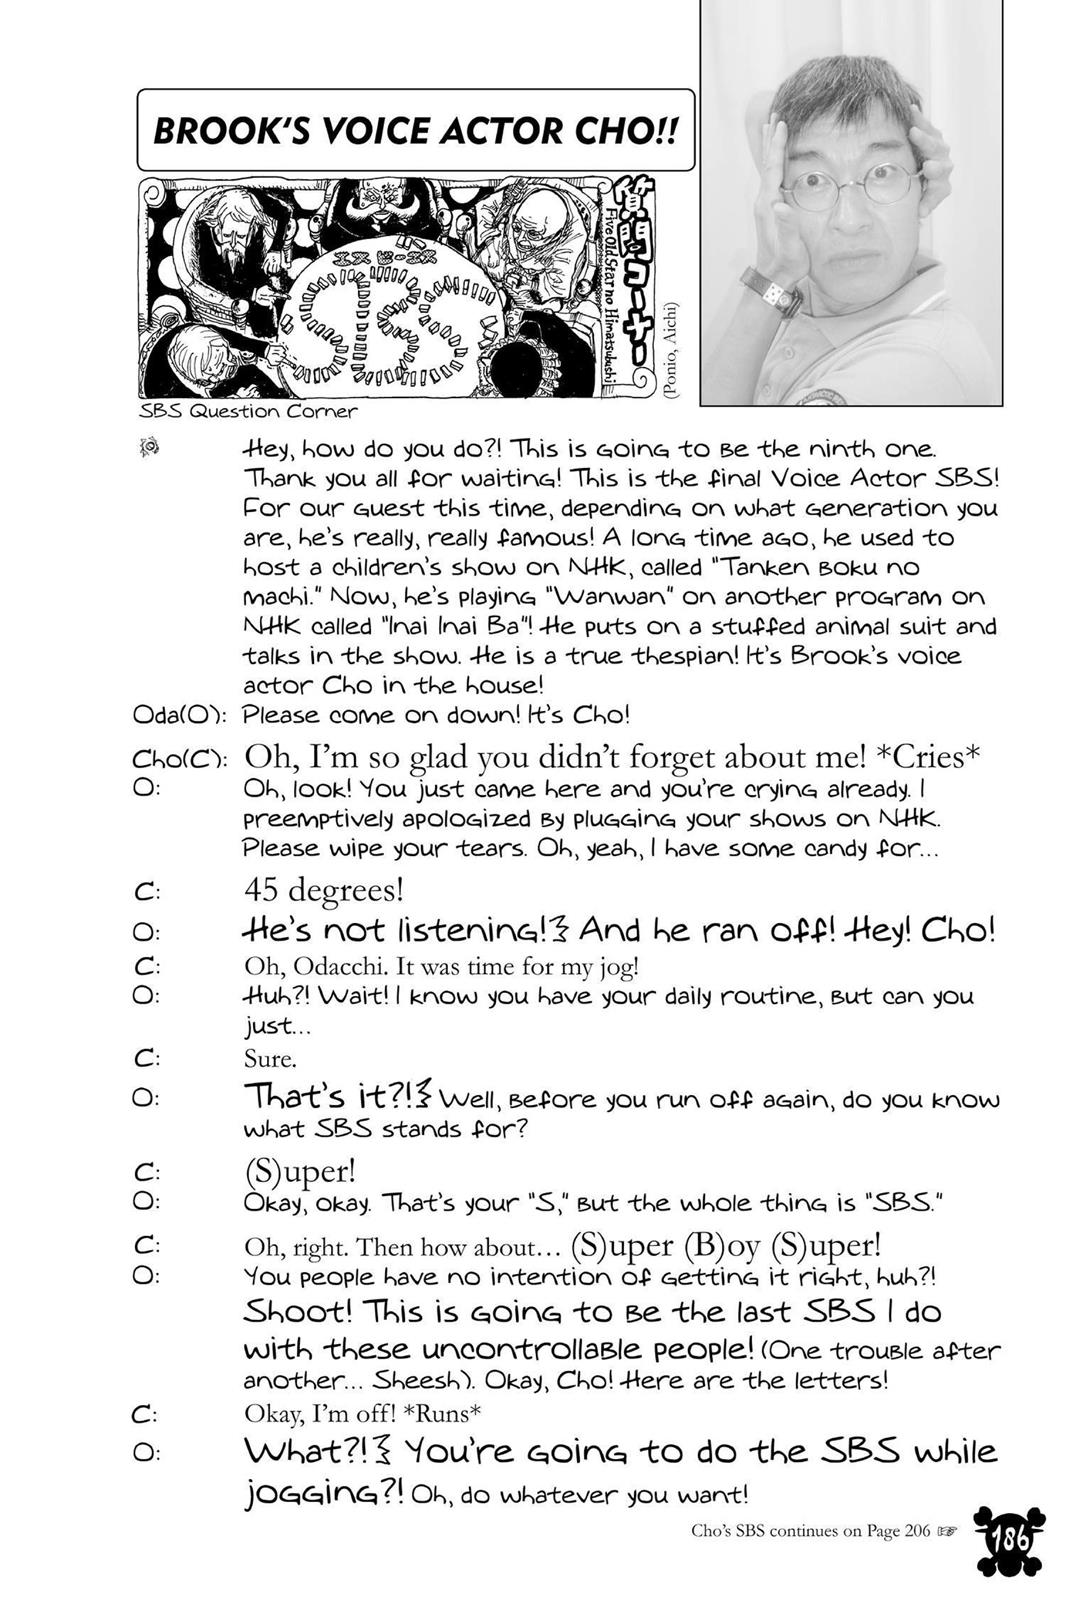 BROOK'S VOICE ACTOR CHO!!
質問コーナー
Five Old Star no Himatsubushi
エス ビーエス
SBS
(Ponio, Aichi)
SBS Question Corner
Hey, how do you do?! This is going to be the ninth one.
Thank you all for waiting! This is the final Voice Actor SBS!
For our guest this time, depending on what generation you
are, he's really, really famous! A long time ago, he used to
host a children's show on NHK, called "Tanken boku no
machi." Now, he's playing "Wanwan" on another program on
NHK called "Inai Inai Ba"! He puts on a stuffed animal suit and
talks in the show. He is a true thespian! It's Brook's voice
actor Cho in the house!
Oda(O): Please come on down! It's Cho!
Cho(C): Oh, I'm so glad you didn't forget about me! *Cries*
O: Oh, look! You just came here and you're crying already. I
preemptively apologized by plugging your shows on NHK.
Please wipe your tears. Oh, yeah, I have some candy for...
C: 45 degrees!
O: He's not listening! And he ran off! Hey! Cho!
C: Oh, Odacchi. It was time for my jog!
O: Huh?! Wait! I know you have your daily routine, but can you
just...
C: Sure.
O: That's it?! Well, before you run off again, do you know
what SBS stands for?
C: (S)uper!
O: Okay, okay. That's your "S," but the whole thing is "SBS."
C: Oh, right. Then how about... (S)uper (B)oy (S)uper!
O: You people have no intention of getting it right, huh?!
Shoot! This is going to be the last SBS I do
with these uncontrollable people! (One trouble after
another... Sheesh). Okay, Cho! Here are the letters!
C: Okay, I'm off! *Runs*
O: What?! You're going to do the SBS while
jogging?! Oh, do whatever you want!
Cho's SBS continues on Page 206 ☞
186